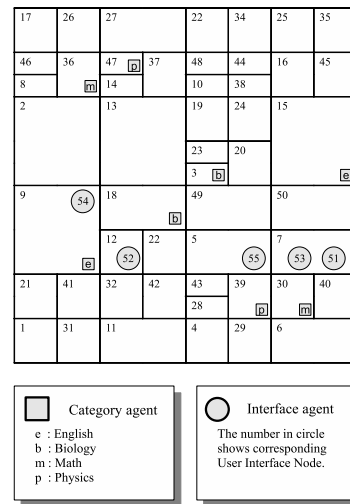 17 26 27 22 34 25 35
46 36 47 p 37 48 44 16 45
8 m 14 10 38
2 13 19 24 15
23 20
3 b e
9 54 18 b 49 50
e 12 52 22 5 55 7 53 51
21 41 32 42 43 39 p 30 m 40
28
1 31 11 4 29 6
Category agent
e : English
b : Biology
m : Math
p : Physics
Interface agent
The number in circle
shows corresponding
User Interface Node.